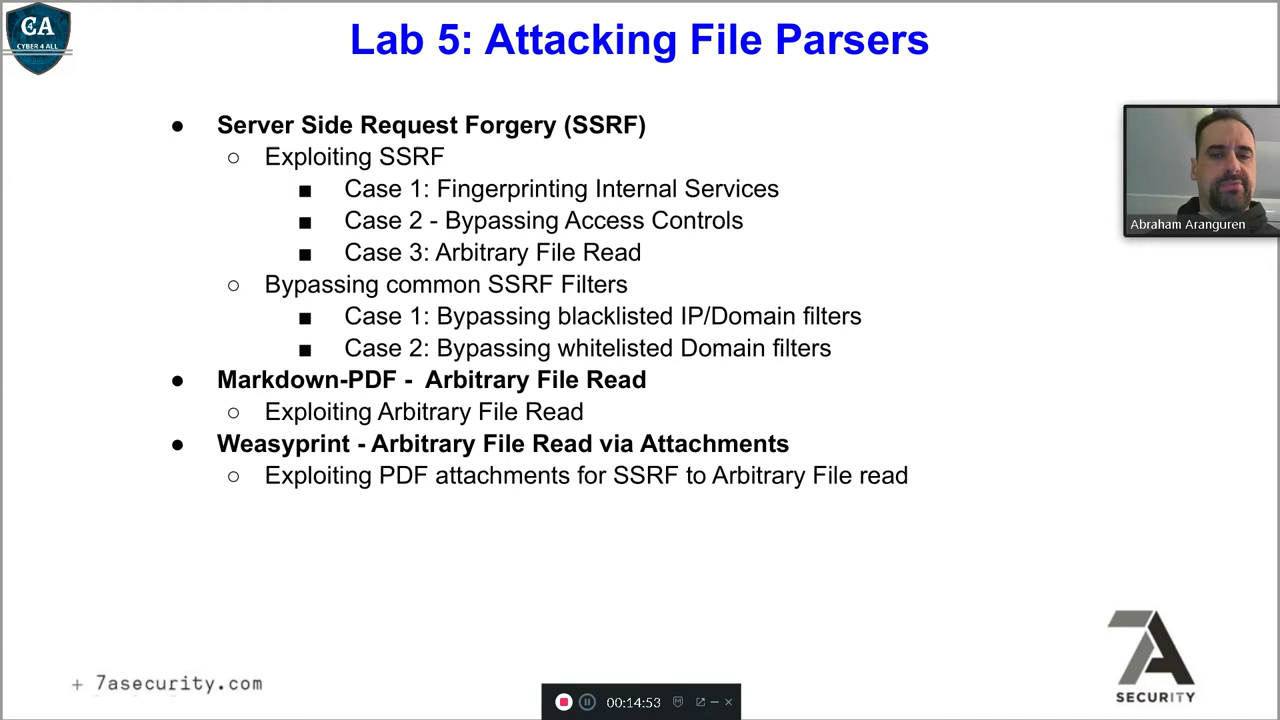 CA
CYBER 4 ALL
Lab 5: Attacking File Parsers
● Server Side Request Forgery (SSRF)
○ Exploiting SSRF
■ Case 1: Fingerprinting Internal Services
■ Case 2 - Bypassing Access Controls
■ Case 3: Arbitrary File Read
○ Bypassing common SSRF Filters
■ Case 1: Bypassing blacklisted IP/Domain filters
■ Case 2: Bypassing whitelisted Domain filters
● Markdown-PDF - Arbitrary File Read
○ Exploiting Arbitrary File Read
● Weasyprint - Arbitrary File Read via Attachments
○ Exploiting PDF attachments for SSRF to Arbitrary File read
Abraham Aranguren
+ 7asecurity.com
00:14:53
7A
SECURITY